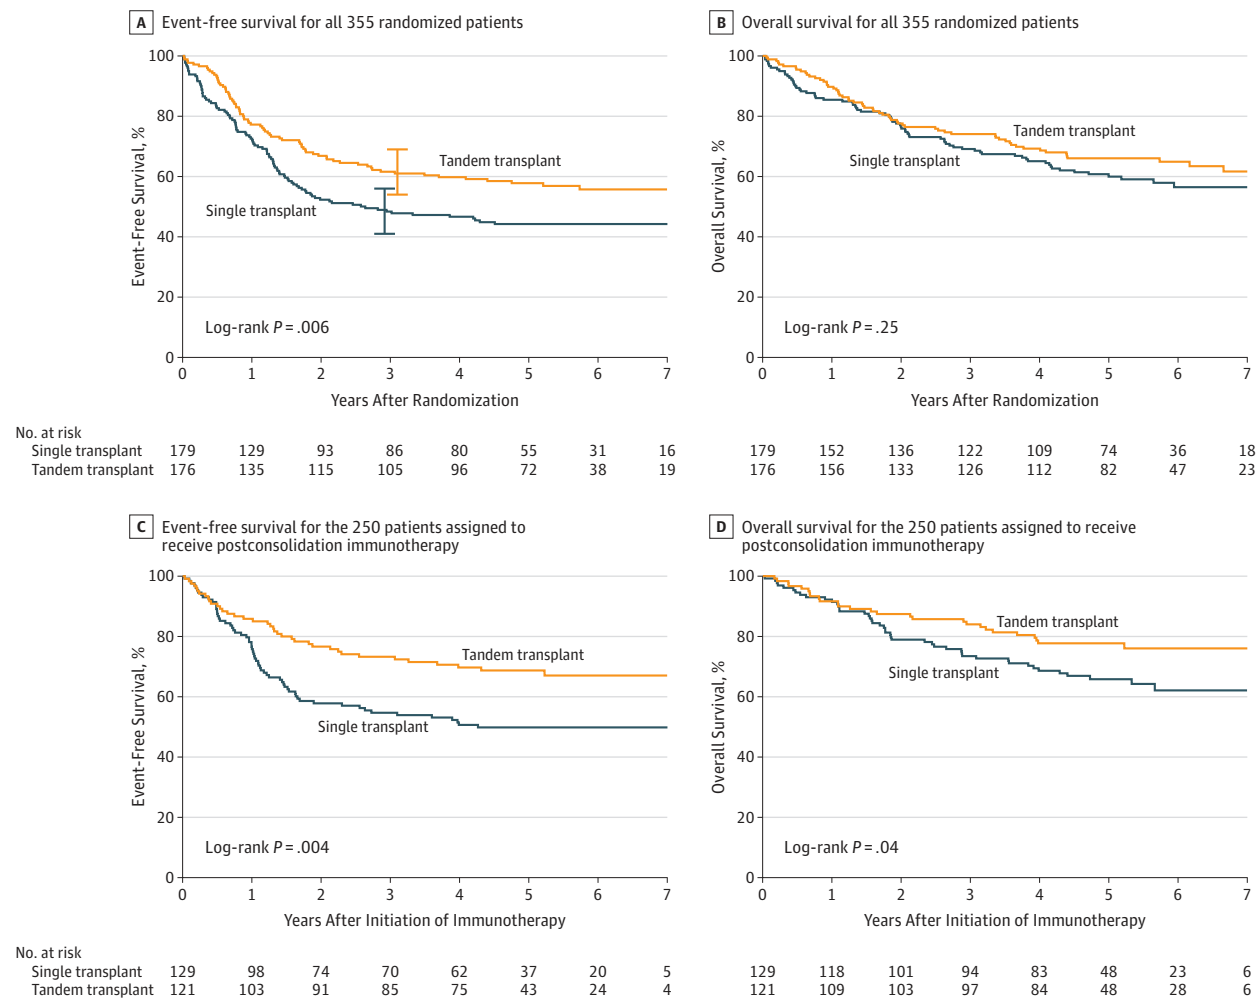 A Event-free survival for all 355 randomized patients
100
80
60
40
20
0
Event-Free Survival, %
Tandem transplant
Single transplant
Log-rank P = .006
0 1 2 3 4 5 6 7
Years After Randomization
No. at risk
Single transplant 179 129 93 86 80 55 31 16
Tandem transplant 176 135 115 105 96 72 38 19
B Overall survival for all 355 randomized patients
100
80
60
40
20
0
Overall Survival, %
Tandem transplant
Single transplant
Log-rank P = .25
0 1 2 3 4 5 6 7
Years After Randomization
179 152 136 122 109 74 36 18
176 156 133 126 112 82 47 23
C Event-free survival for the 250 patients assigned to
receive postconsolidation immunotherapy
100
80
60
40
20
0
Event-Free Survival, %
Tandem transplant
Single transplant
Log-rank P = .004
0 1 2 3 4 5 6 7
Years After Initiation of Immunotherapy
No. at risk
Single transplant 129 98 74 70 62 37 20 5
Tandem transplant 121 103 91 85 75 43 24 4
D Overall survival for the 250 patients assigned to receive
postconsolidation immunotherapy
100
80
60
40
20
0
Overall Survival, %
Tandem transplant
Single transplant
Log-rank P = .04
0 1 2 3 4 5 6 7
Years After Initiation of Immunotherapy
129 118 101 94 83 48 23 6
121 109 103 97 84 48 28 6